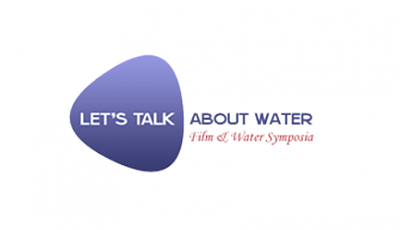 LET'S TALK ABOUT WATER
Film & Water Symposia